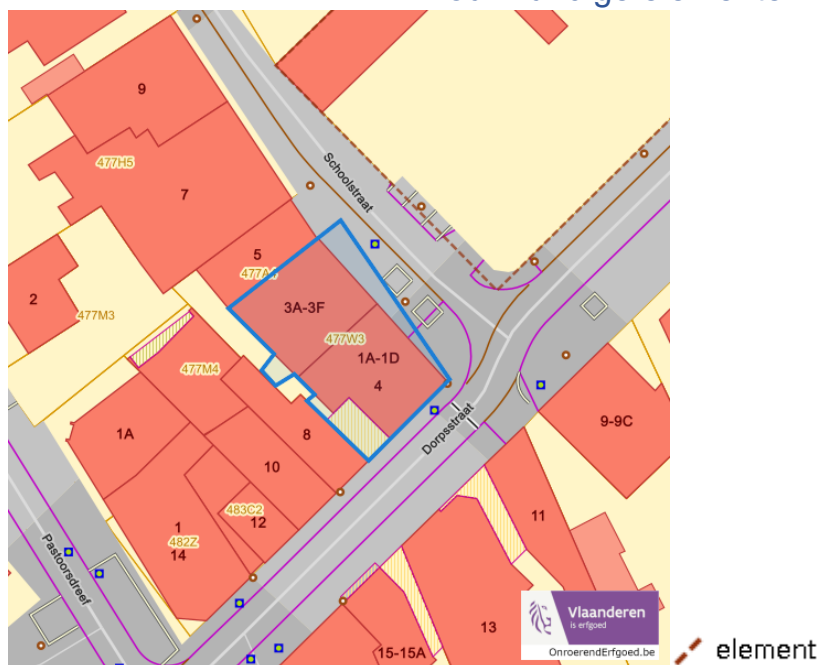 9
477H5
7
Schoolstraat
5
477A4
2
477M3
3A-3F
477W3
1A-1D
4
477M4
1A
8
9-9C
Dorpsstraat
10
483C2
12
1
482Z
14
11
Pastoorsdreef
13
15-15A
Vlaanderen
is erfgoed
OnroerendErfgoed.be
element